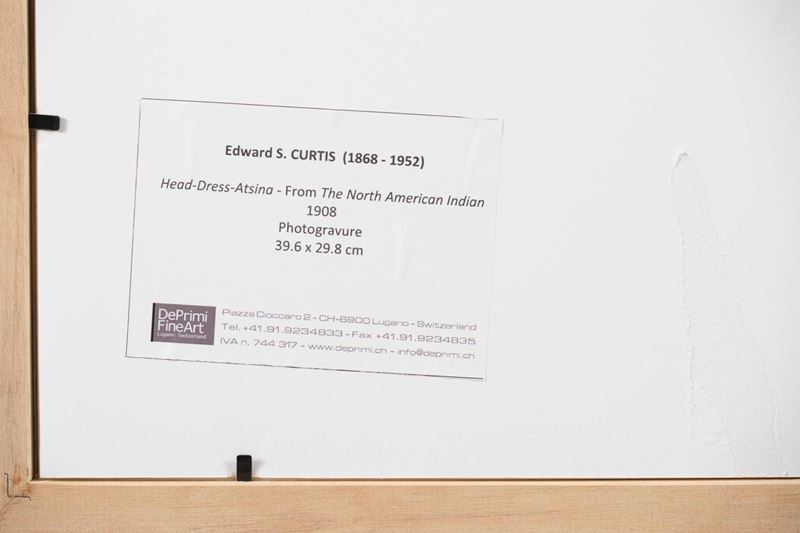 Edward S. CURTIS (1868 - 1952)
Head-Dress-Atsina - From The North American Indian
1908
Photogravure
39.6 x 29.8 cm
DePrimi
FineArt
Lugano Switzerland
Piazza Cioccaro 2 - CH-6900 Lugano - Switzerland
Tel. +41.91.9234833 - Fax +41.91.9234835
IVA n. 744 317 - www.deprimi.ch - info@deprimi.ch